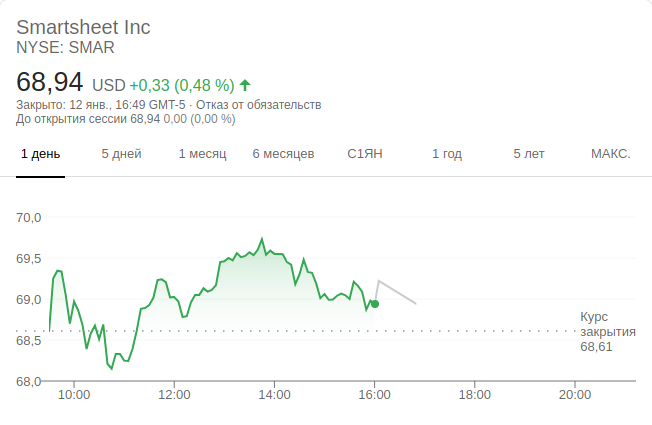 Smartsheet Inc
NYSE: SMAR
68,94 USD +0,33 (0,48 %)
Закрыто: 12 янв., 16:49 GMT-5 · Отказ от обязательств
До открытия сессии 68,94 0,00 (0,00 %)
1 день 5 дней 1 месяц 6 месяцев С1ЯН 1 год 5 лет МАКС.
70,0
69,5
69,0
Курс
закрытия
68,61
68,5
68,0
10:00 12:00 14:00 16:00 18:00 20:00